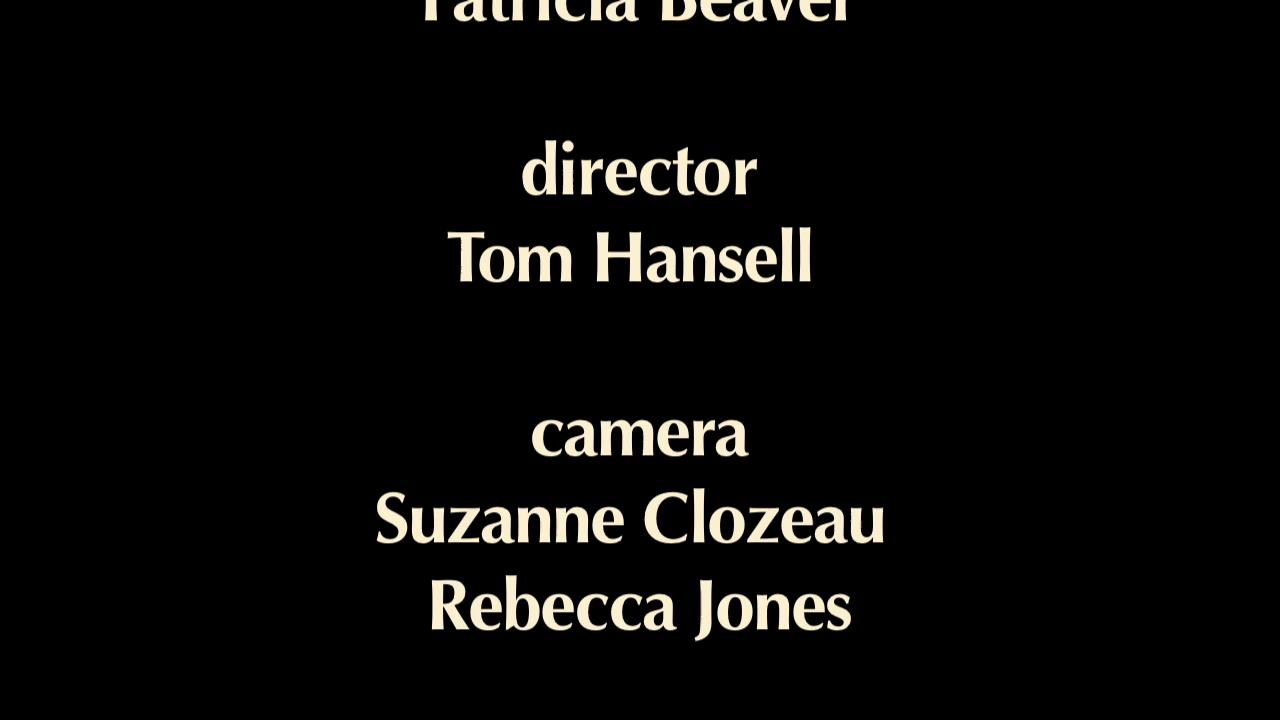 Patricia Beaver
director
Tom Hansell
camera
Suzanne Clozeau
Rebecca Jones